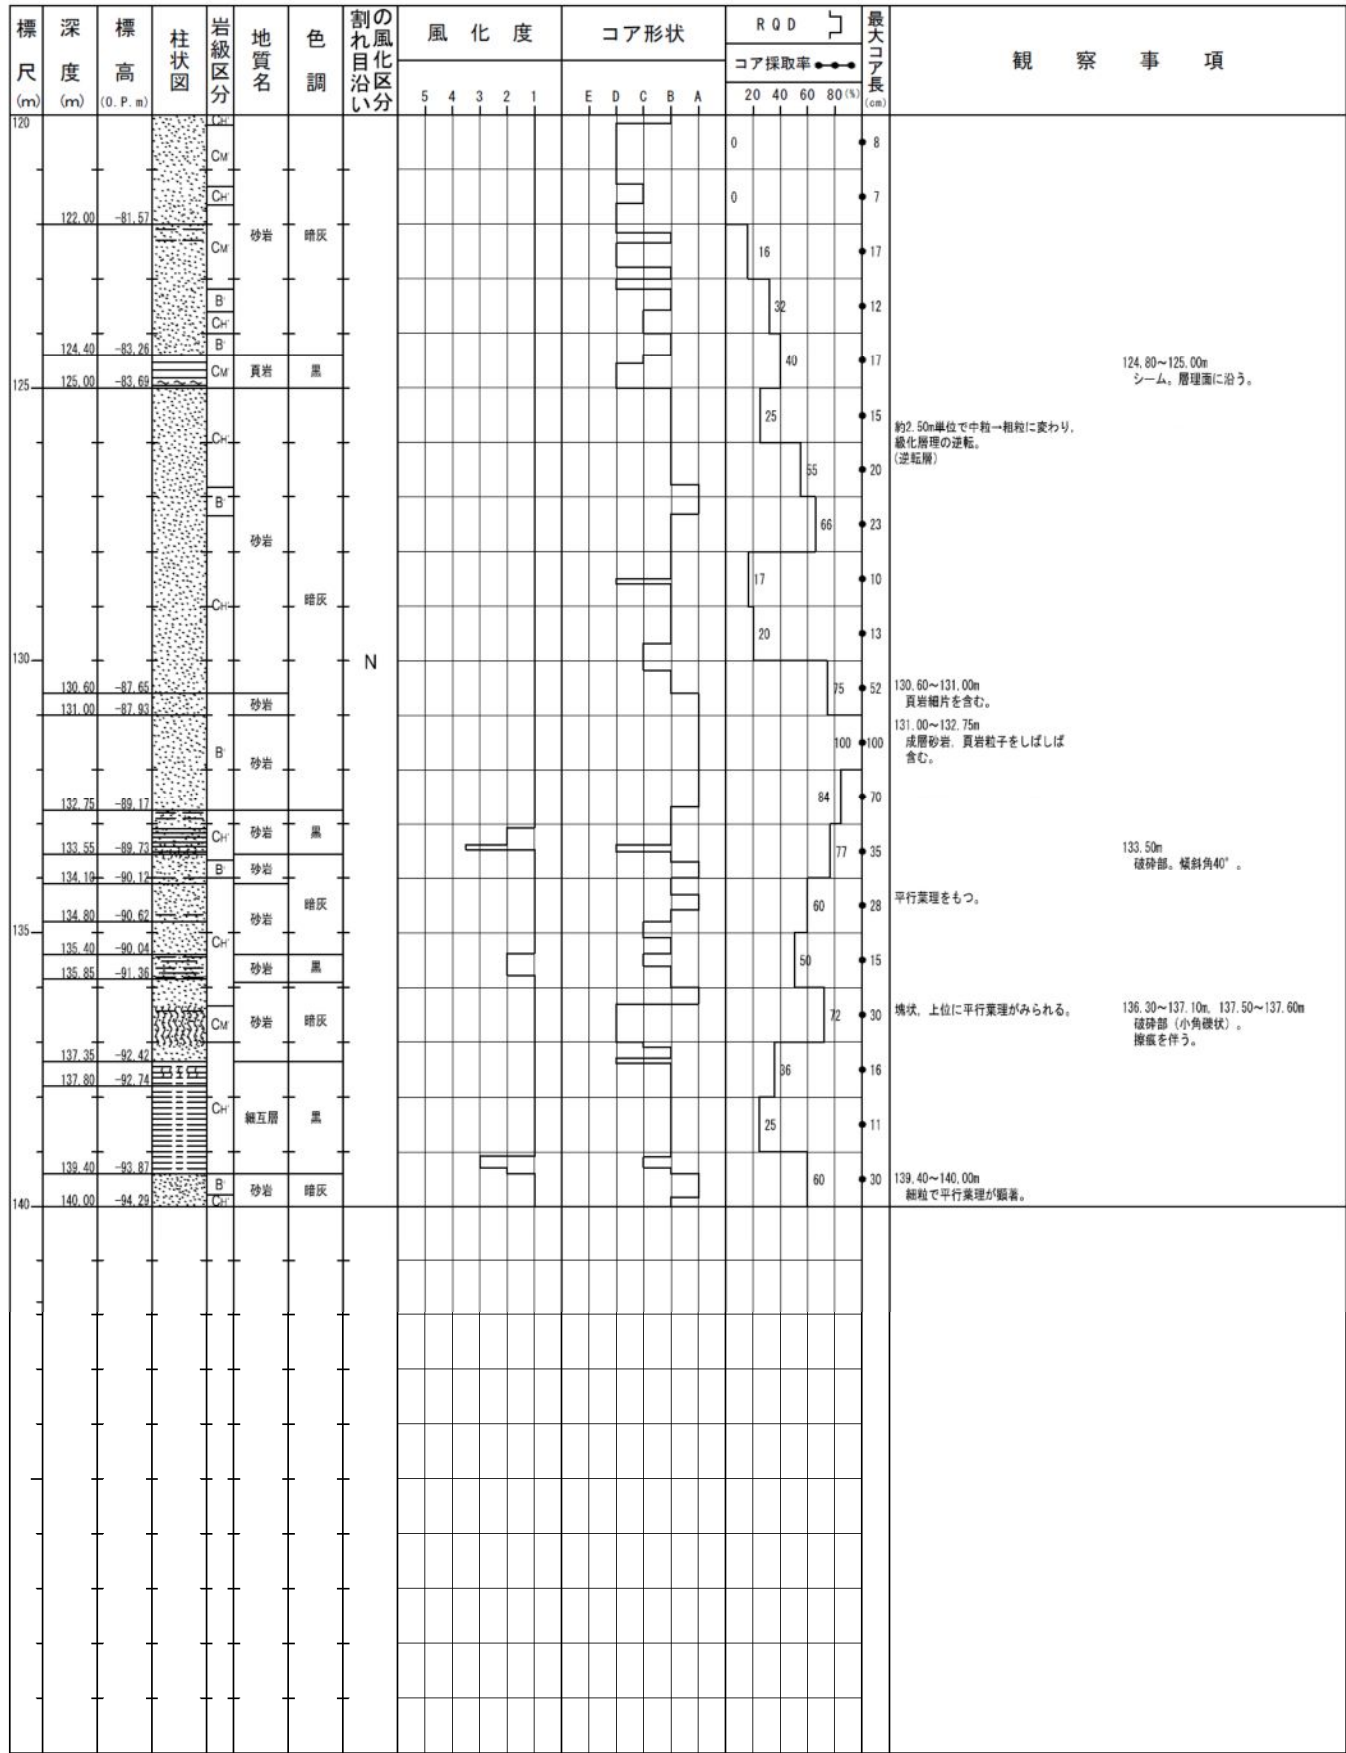 標尺(m)
深度(m)
標高(O.P.m)
柱状図
岩級区分
地質名
色調
割れ目沿い
の風化区分
風化度
5 4 3 2 1
コア形状
E D C B A
RQD
コア採取率
20 40 60 80 (%)
最大コア長(cm)
観察事項
120
CH'
0
8
CM'
CH'
0
7
122.00 -81.57
砂岩
暗灰
CM'
16
17
B'
32
12
CH'
B'
124.40 -83.26
40
17
CM'
頁岩
黒
124.80～125.00m
シーム。層理面に沿う。
125
125.00 -83.69
25
15
約2.50m単位で中粒→粗粒に変わり,
級化層理の逆転。
(逆転層)
CH'
55
20
B'
66
23
砂岩
17
10
CH'
暗灰
20
13
130
N
130.60 -87.65
75
52
130.60～131.00m
頁岩細片を含む。
131.00 -87.93
砂岩
131.00～132.75m
成層砂岩, 頁岩粒子をしばしば
含む。
B'
砂岩
100
100
132.75 -89.17
84
70
CH'
砂岩
黒
133.55 -89.73
77
35
133.50m
破砕部。傾斜角40°。
B'
砂岩
134.10 -90.12
暗灰
60
28
平行葉理をもつ。
134.80 -90.62
砂岩
135
CH'
135.40 -90.04
50
15
砂岩
黒
135.85 -91.36
CM'
砂岩
暗灰
72
30
塊状, 上位に平行葉理がみられる。
136.30～137.10m, 137.50～137.60m
破砕部（小角礫状）。
擦痕を伴う。
137.35 -92.42
36
16
137.80 -92.74
CH'
細互層
黒
25
11
139.40 -93.87
B'
砂岩
暗灰
60
30
139.40～140.00m
細粒で平行葉理が顕著。
140
140.00 -94.29
CH'